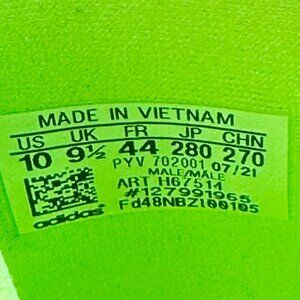 MADE IN VIETNAM
US UK FR JP CHN
10 9½ 44 280 270
PYV 702001 07/21
MALE/MÂLE
ART H67514
#127991965
Fd48NBZ100105
adidas